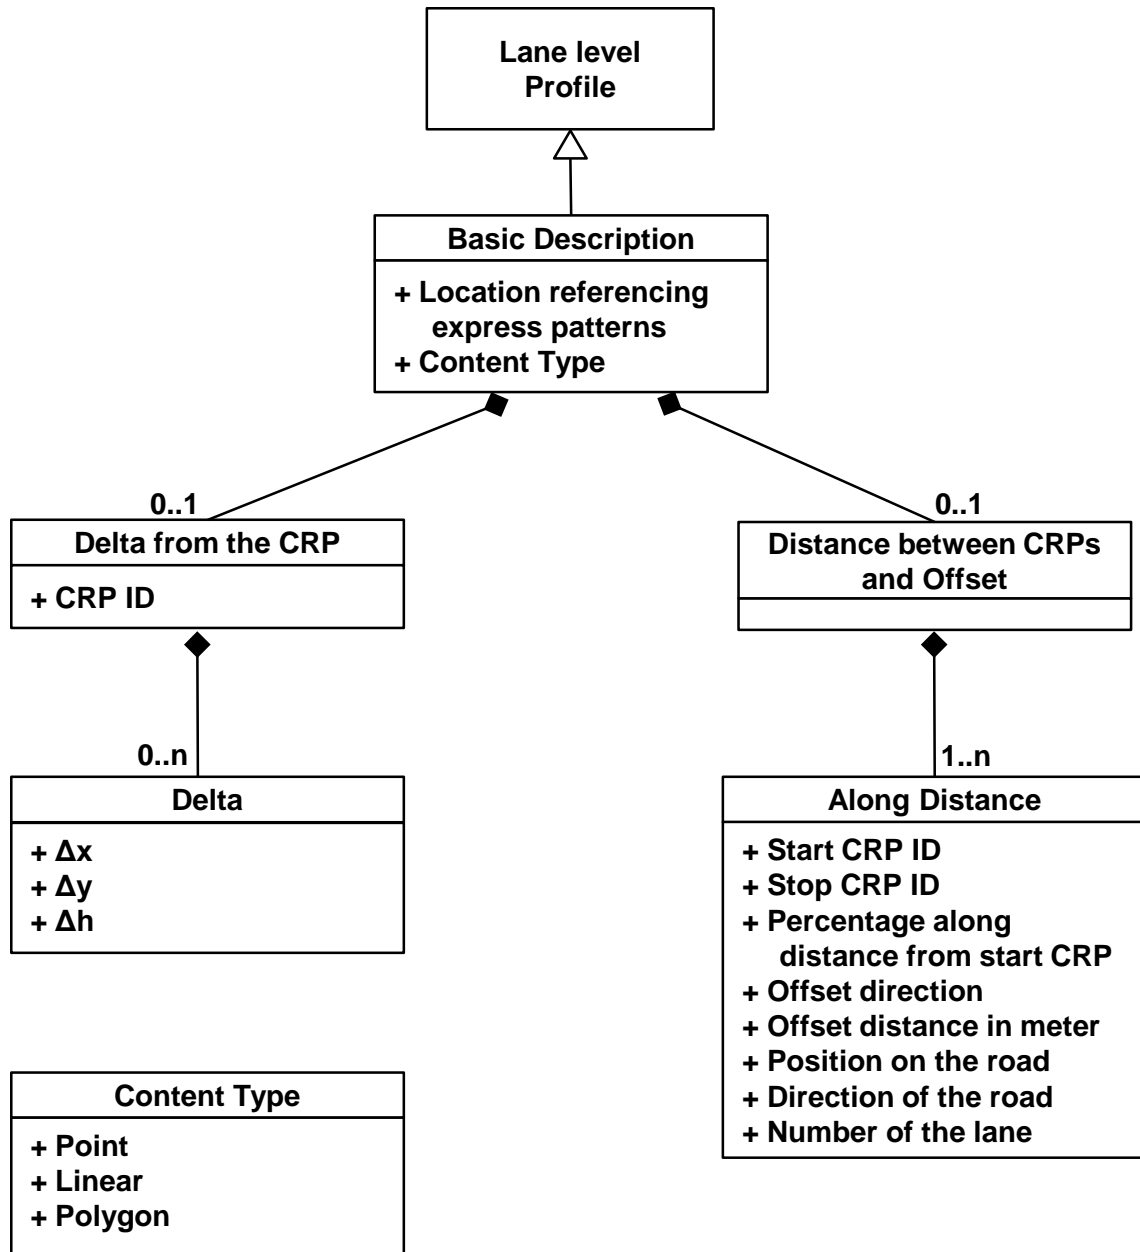 Lane level
Profile
Basic Description
+ Location referencing
express patterns
+ Content Type
0..1
0..1
Delta from the CRP
+ CRP ID
Distance between CRPs
and Offset
0..n
1..n
Delta
+ Δx
+ Δy
+ Δh
Along Distance
+ Start CRP ID
+ Stop CRP ID
+ Percentage along
distance from start CRP
+ Offset direction
+ Offset distance in meter
+ Position on the road
+ Direction of the road
+ Number of the lane
Content Type
+ Point
+ Linear
+ Polygon